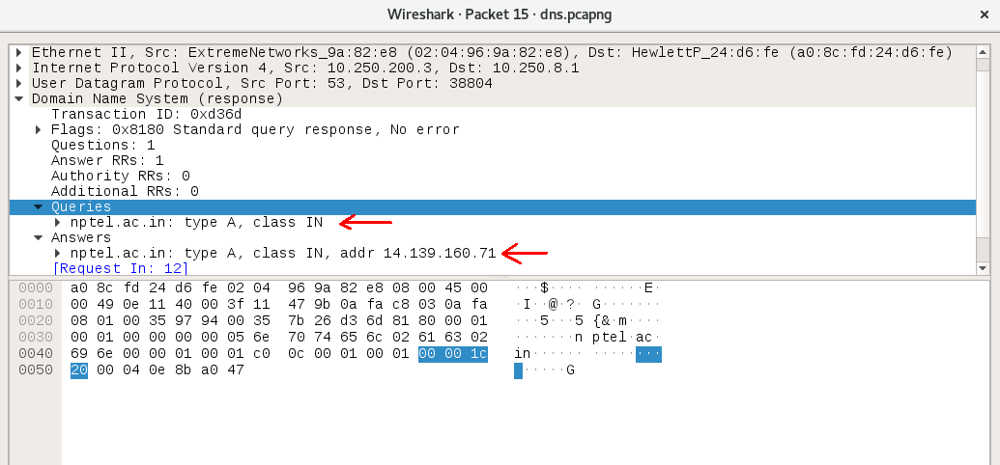 Wireshark · Packet 15 · dns.pcapng ×
Ethernet II, Src: ExtremeNetworks_9a:82:e8 (02:04:96:9a:82:e8), Dst: HewlettP_24:d6:fe (a0:8c:fd:24:d6:fe)
Internet Protocol Version 4, Src: 10.250.200.3, Dst: 10.250.8.1
User Datagram Protocol, Src Port: 53, Dst Port: 38804
Domain Name System (response)
Transaction ID: 0xd36d
Flags: 0x8180 Standard query response, No error
Questions: 1
Answer RRs: 1
Authority RRs: 0
Additional RRs: 0
Queries
nptel.ac.in: type A, class IN
Answers
nptel.ac.in: type A, class IN, addr 14.139.160.71
[Request In: 12]
0000 a0 8c fd 24 d6 fe 02 04 96 9a 82 e8 08 00 45 00 ···$···· ······E·
0010 00 49 0e 11 40 00 3f 11 47 9b 0a fa c8 03 0a fa ·I··@·?· G·······
0020 08 01 00 35 97 94 00 35 7b 26 d3 6d 81 80 00 01 ···5···5 {&·m····
0030 00 01 00 00 00 00 05 6e 70 74 65 6c 02 61 63 02 ·······n ptel·ac·
0040 69 6e 00 00 01 00 01 c0 0c 00 01 00 01 00 00 1c in······ ········
0050 20 00 04 0e 8b a0 47 ·····G